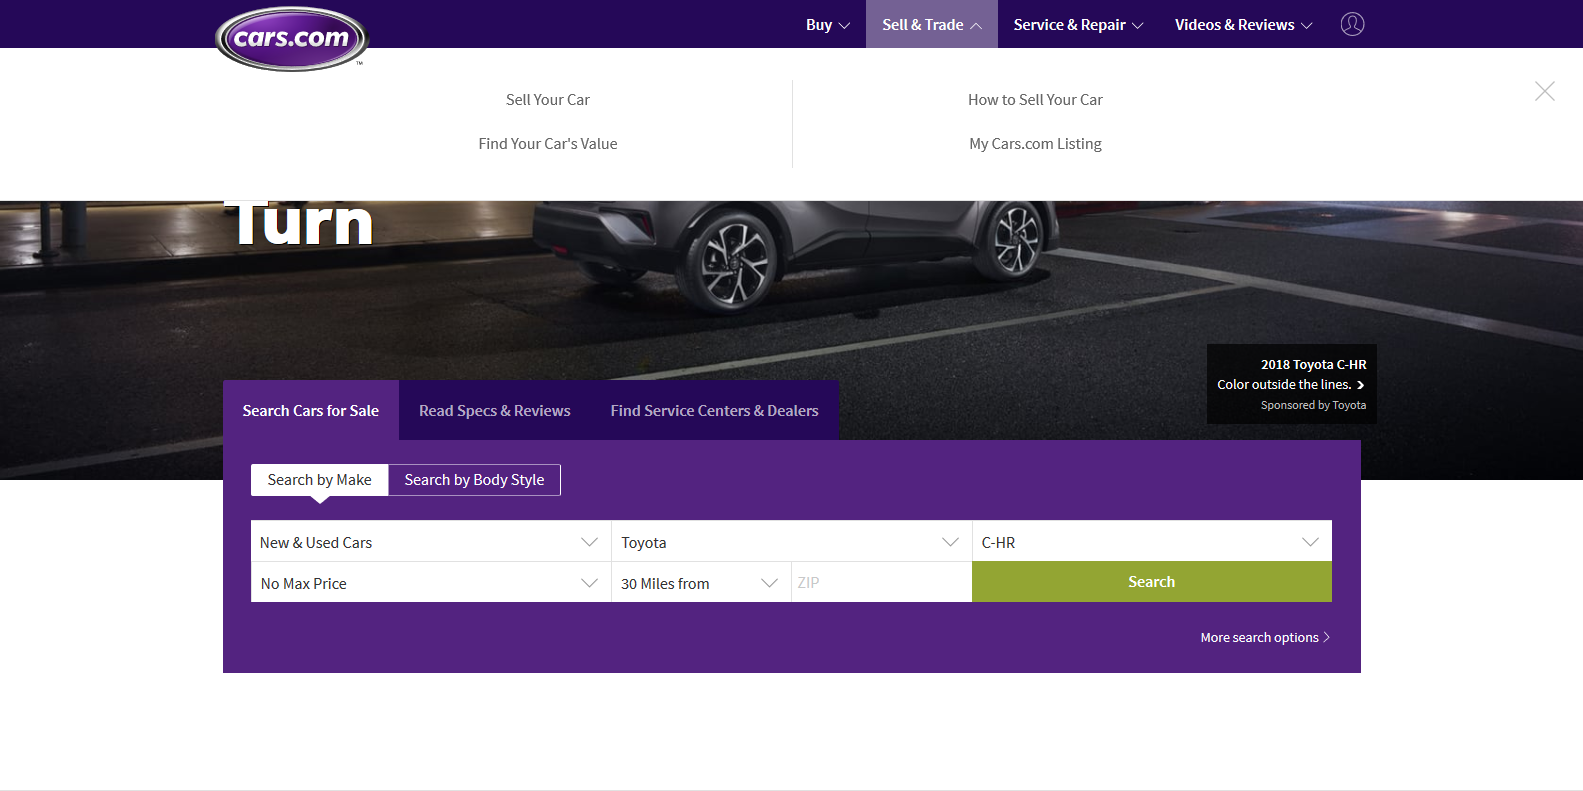 cars.com
™
Buy
Sell & Trade
Service & Repair
Videos & Reviews
Sell Your Car
How to Sell Your Car
Find Your Car's Value
My Cars.com Listing
Turn
2018 Toyota C-HR
Color outside the lines.
Sponsored by Toyota
Search Cars for Sale
Read Specs & Reviews
Find Service Centers & Dealers
Search by Make
Search by Body Style
New & Used Cars
Toyota
C-HR
No Max Price
30 Miles from
ZIP
Search
More search options